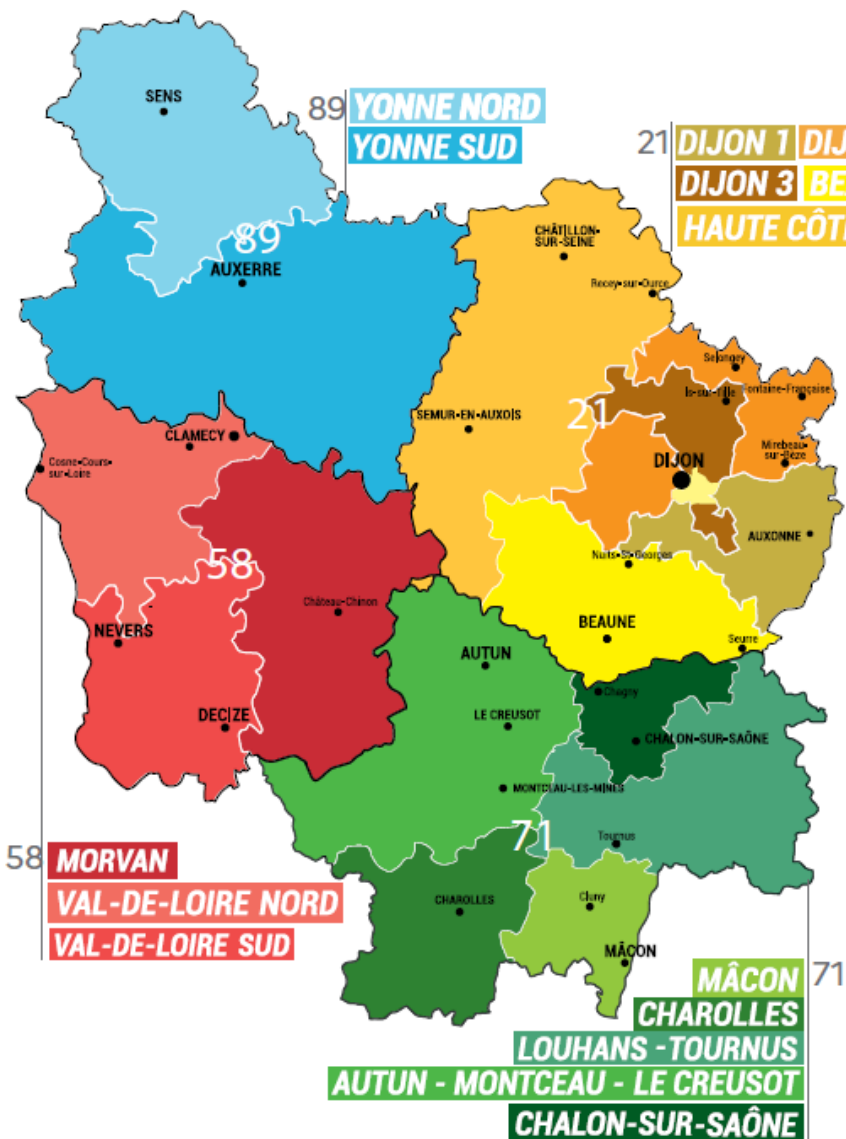 SENS
89 YONNE NORD
YONNE SUD
21 DIJON 1 DIJ
DIJON 3 BE
HAUTE CÔT
89
AUXERRE
CHÂTILLON-
SUR-SEINE
Recey-sur-Ource
Selongey
Is-sur-Tille
Fontaine-Française
21
SEMUR-EN-AUXOIS
CLAMECY
Cosne-Cours-
sur-Loire
Mirebeau-
sur-Bèze
DIJON
AUXONNE
Nuits-St-Georges
58
Château-Chinon
NEVERS
BEAUNE
Seurre
AUTUN
Chagny
DECIZE
LE CREUSOT
CHALON-SUR-SAÔNE
MONTCEAU-LES-MINES
71
Tournus
58 MORVAN
VAL-DE-LOIRE NORD
VAL-DE-LOIRE SUD
CHAROLLES
Cluny
MÂCON
71
MÂCON
CHAROLLES
LOUHANS -TOURNUS
AUTUN - MONTCEAU - LE CREUSOT
CHALON-SUR-SAÔNE